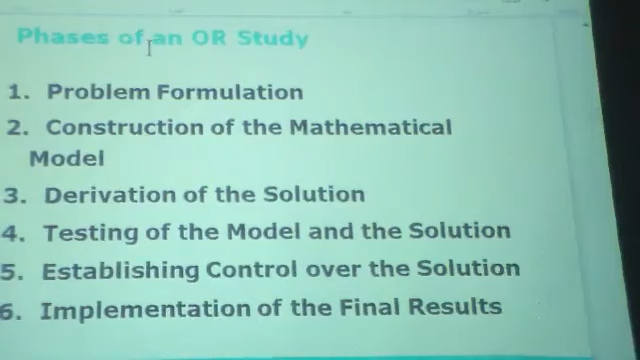 Phases of an OR Study
1. Problem Formulation
2. Construction of the Mathematical
Model
3. Derivation of the Solution
4. Testing of the Model and the Solution
5. Establishing Control over the Solution
6. Implementation of the Final Results